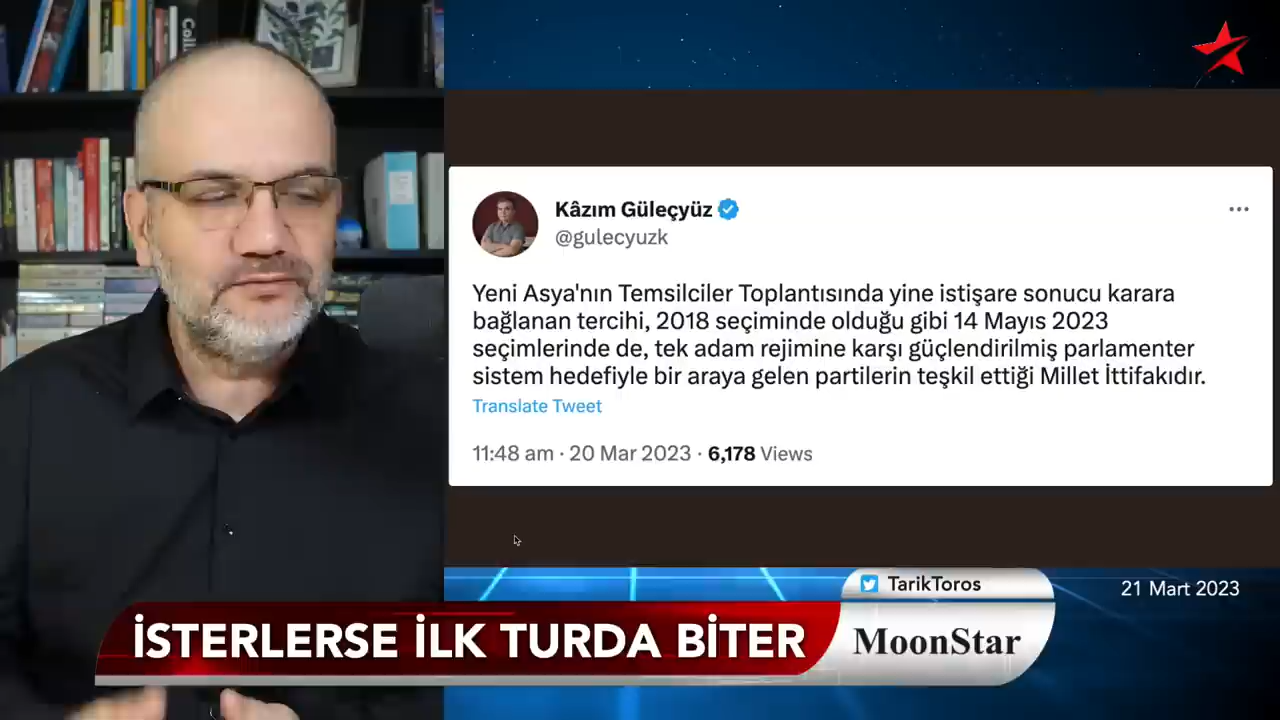 Kâzım Güleçyüz
@gulecyuzk
Yeni Asya'nın Temsilciler Toplantısında yine istişare sonucu karara
bağlanan tercihi, 2018 seçiminde olduğu gibi 14 Mayıs 2023
seçimlerinde de, tek adam rejimine karşı güçlendirilmiş parlamenter
sistem hedefiyle bir araya gelen partilerin teşkil ettiği Millet İttifakıdır.
Translate Tweet
11:48 am · 20 Mar 2023 · 6,178 Views
TarikToros
21 Mart 2023
İSTERLERSE İLK TURDA BİTER
MoonStar